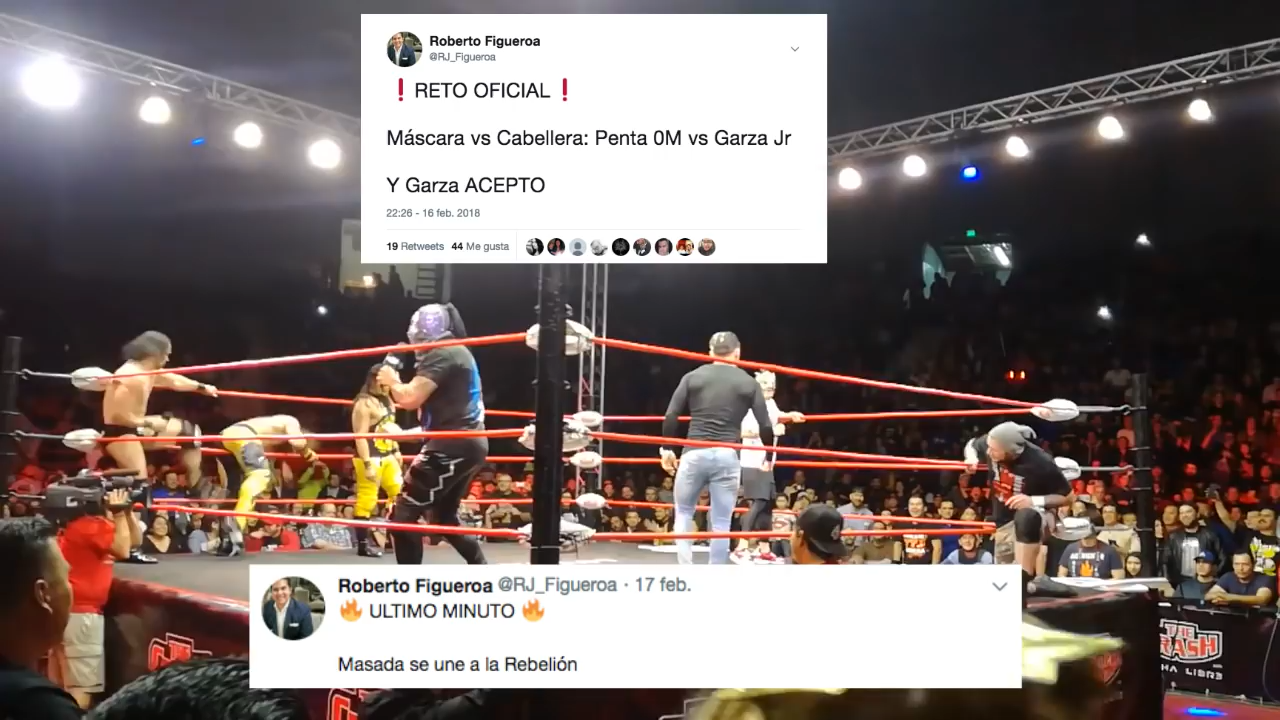 Roberto Figueroa
@RJ_Figueroa
❗RETO OFICIAL❗
Máscara vs Cabellera: Penta 0M vs Garza Jr
Y Garza ACEPTO
22:26 - 16 feb. 2018
19 Retweets 44 Me gusta
Roberto Figueroa @RJ_Figueroa · 17 feb.
🔥 ULTIMO MINUTO 🔥
Masada se une a la Rebelión
THE
CRASH
LUCHA LIBRE